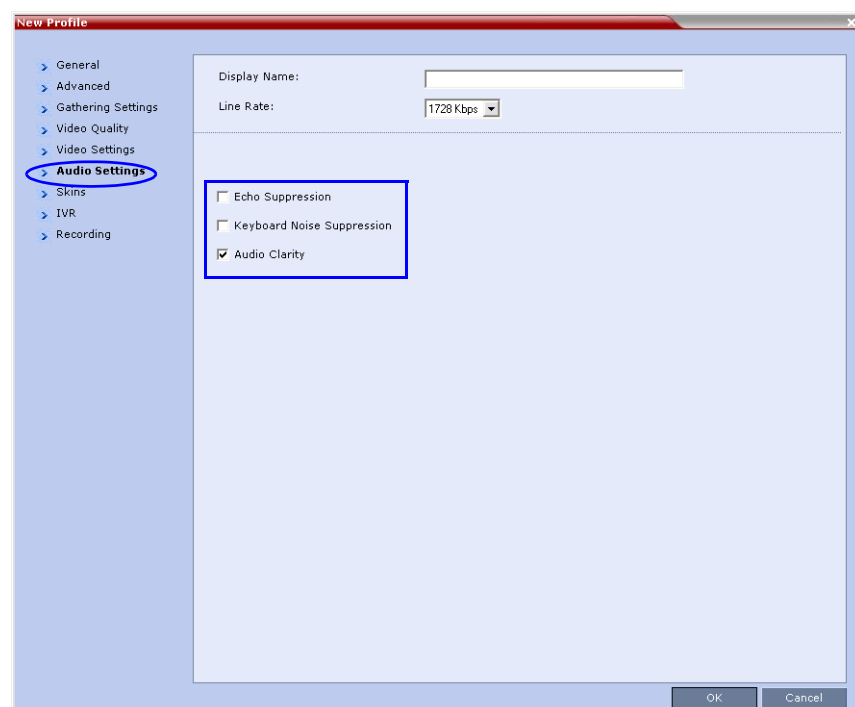 New Profile
x
General
Advanced
Gathering Settings
Video Quality
Video Settings
Audio Settings
Skins
IVR
Recording
Display Name:
Line Rate: 1728 Kbps
Echo Suppression
Keyboard Noise Suppression
Audio Clarity
OK Cancel